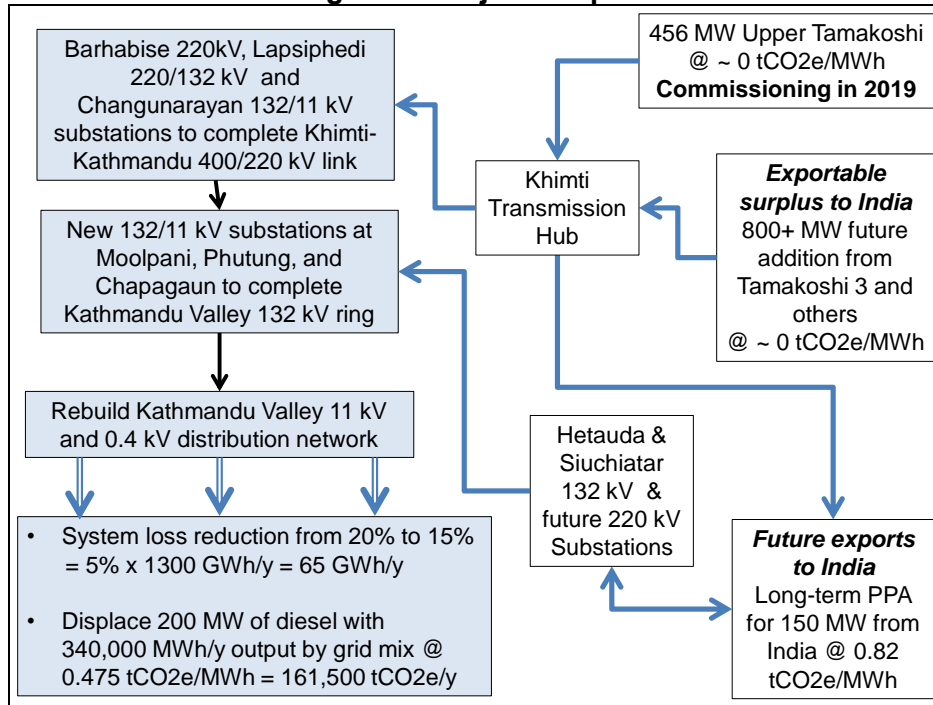 Barhabise 220kV, Lapsiphedi
220/132 kV and
Changunarayan 132/11 kV
substations to complete Khimti-
Kathmandu 400/220 kV link
456 MW Upper Tamakoshi
@ ~ 0 tCO2e/MWh
Commissioning in 2019
Khimti
Transmission
Hub
Exportable
surplus to India
800+ MW future
addition from
Tamakoshi 3 and
others
@ ~ 0 tCO2e/MWh
New 132/11 kV substations at
Moolpani, Phutung, and
Chapagaun to complete
Kathmandu Valley 132 kV ring
Rebuild Kathmandu Valley 11 kV
and 0.4 kV distribution network
Hetauda &
Siuchiatar
132 kV &
future 220 kV
Substations
• System loss reduction from 20% to 15%
= 5% x 1300 GWh/y = 65 GWh/y
• Displace 200 MW of diesel with
340,000 MWh/y output by grid mix @
0.475 tCO2e/MWh = 161,500 tCO2e/y
Future exports
to India
Long-term PPA
for 150 MW from
India @ 0.82
tCO2e/MWh